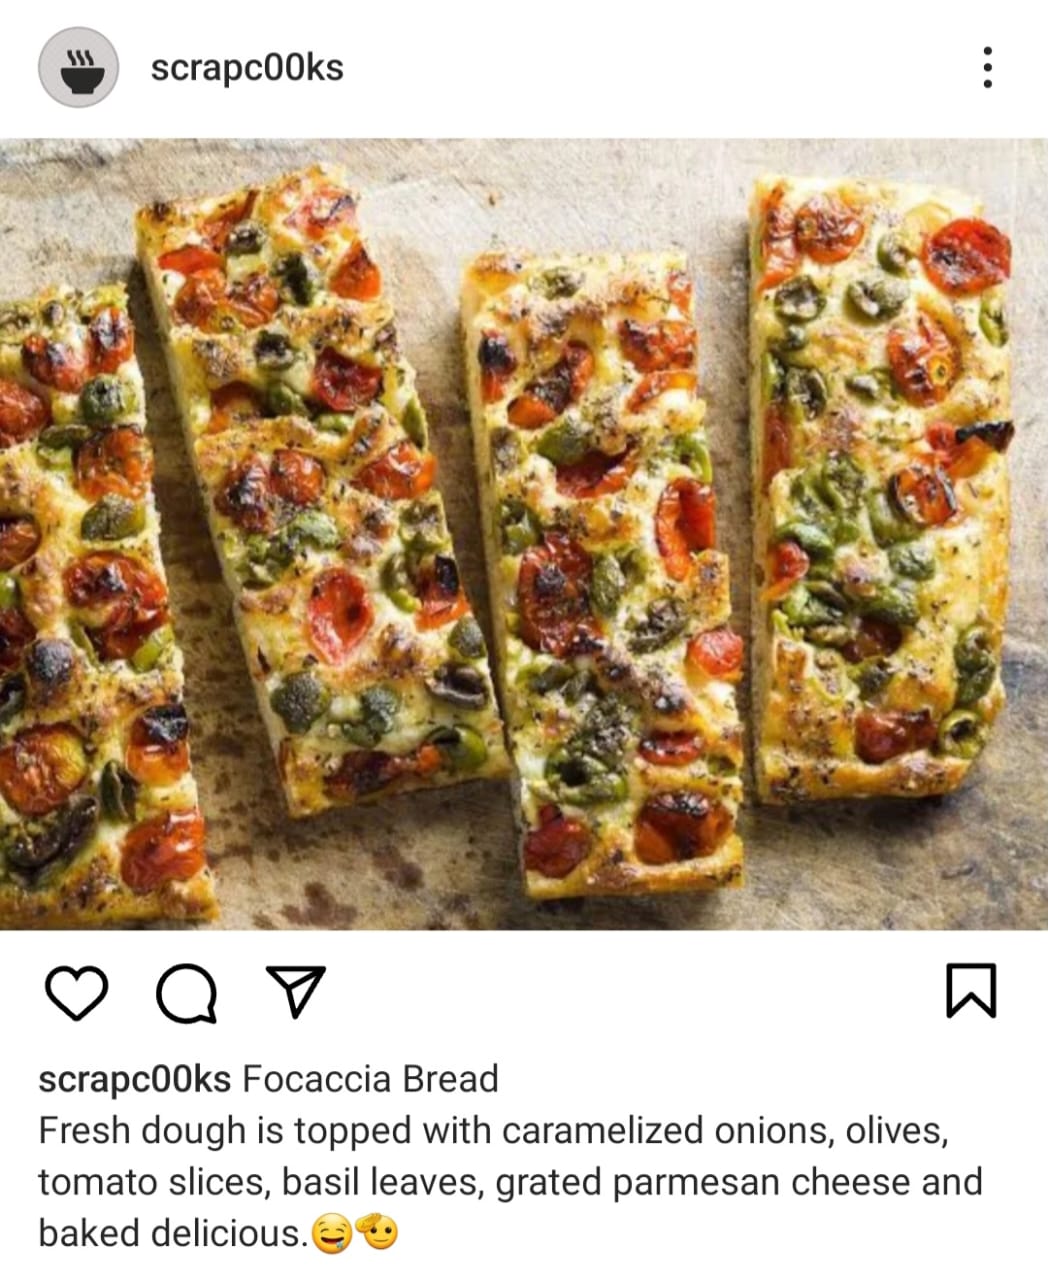 scrapc00ks
scrapc00ks Focaccia Bread
Fresh dough is topped with caramelized onions, olives,
tomato slices, basil leaves, grated parmesan cheese and
baked delicious.🤤🫡